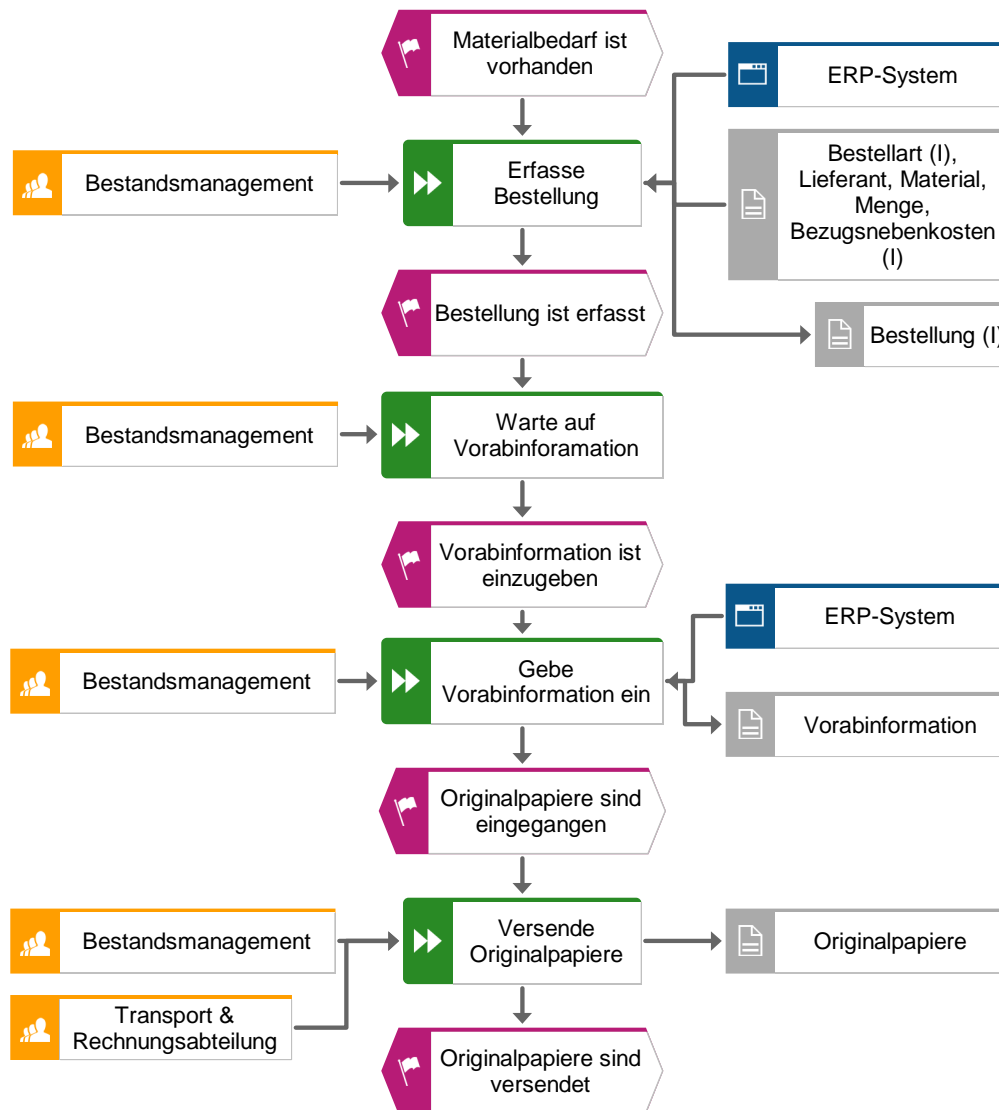 Materialbedarf ist
vorhanden
ERP-System
Bestandsmanagement
Erfasse
Bestellung
Bestellart (I),
Lieferant, Material,
Menge,
Bezugsnebenkosten
(I)
Bestellung ist erfasst
Bestellung (I)
Bestandsmanagement
Warte auf
Vorabinforamation
Vorabinformation ist
einzugeben
ERP-System
Bestandsmanagement
Gebe
Vorabinformation ein
Vorabinformation
Originalpapiere sind
eingegangen
Bestandsmanagement
Versende
Originalpapiere
Originalpapiere
Transport &
Rechnungsabteilung
Originalpapiere sind
versendet